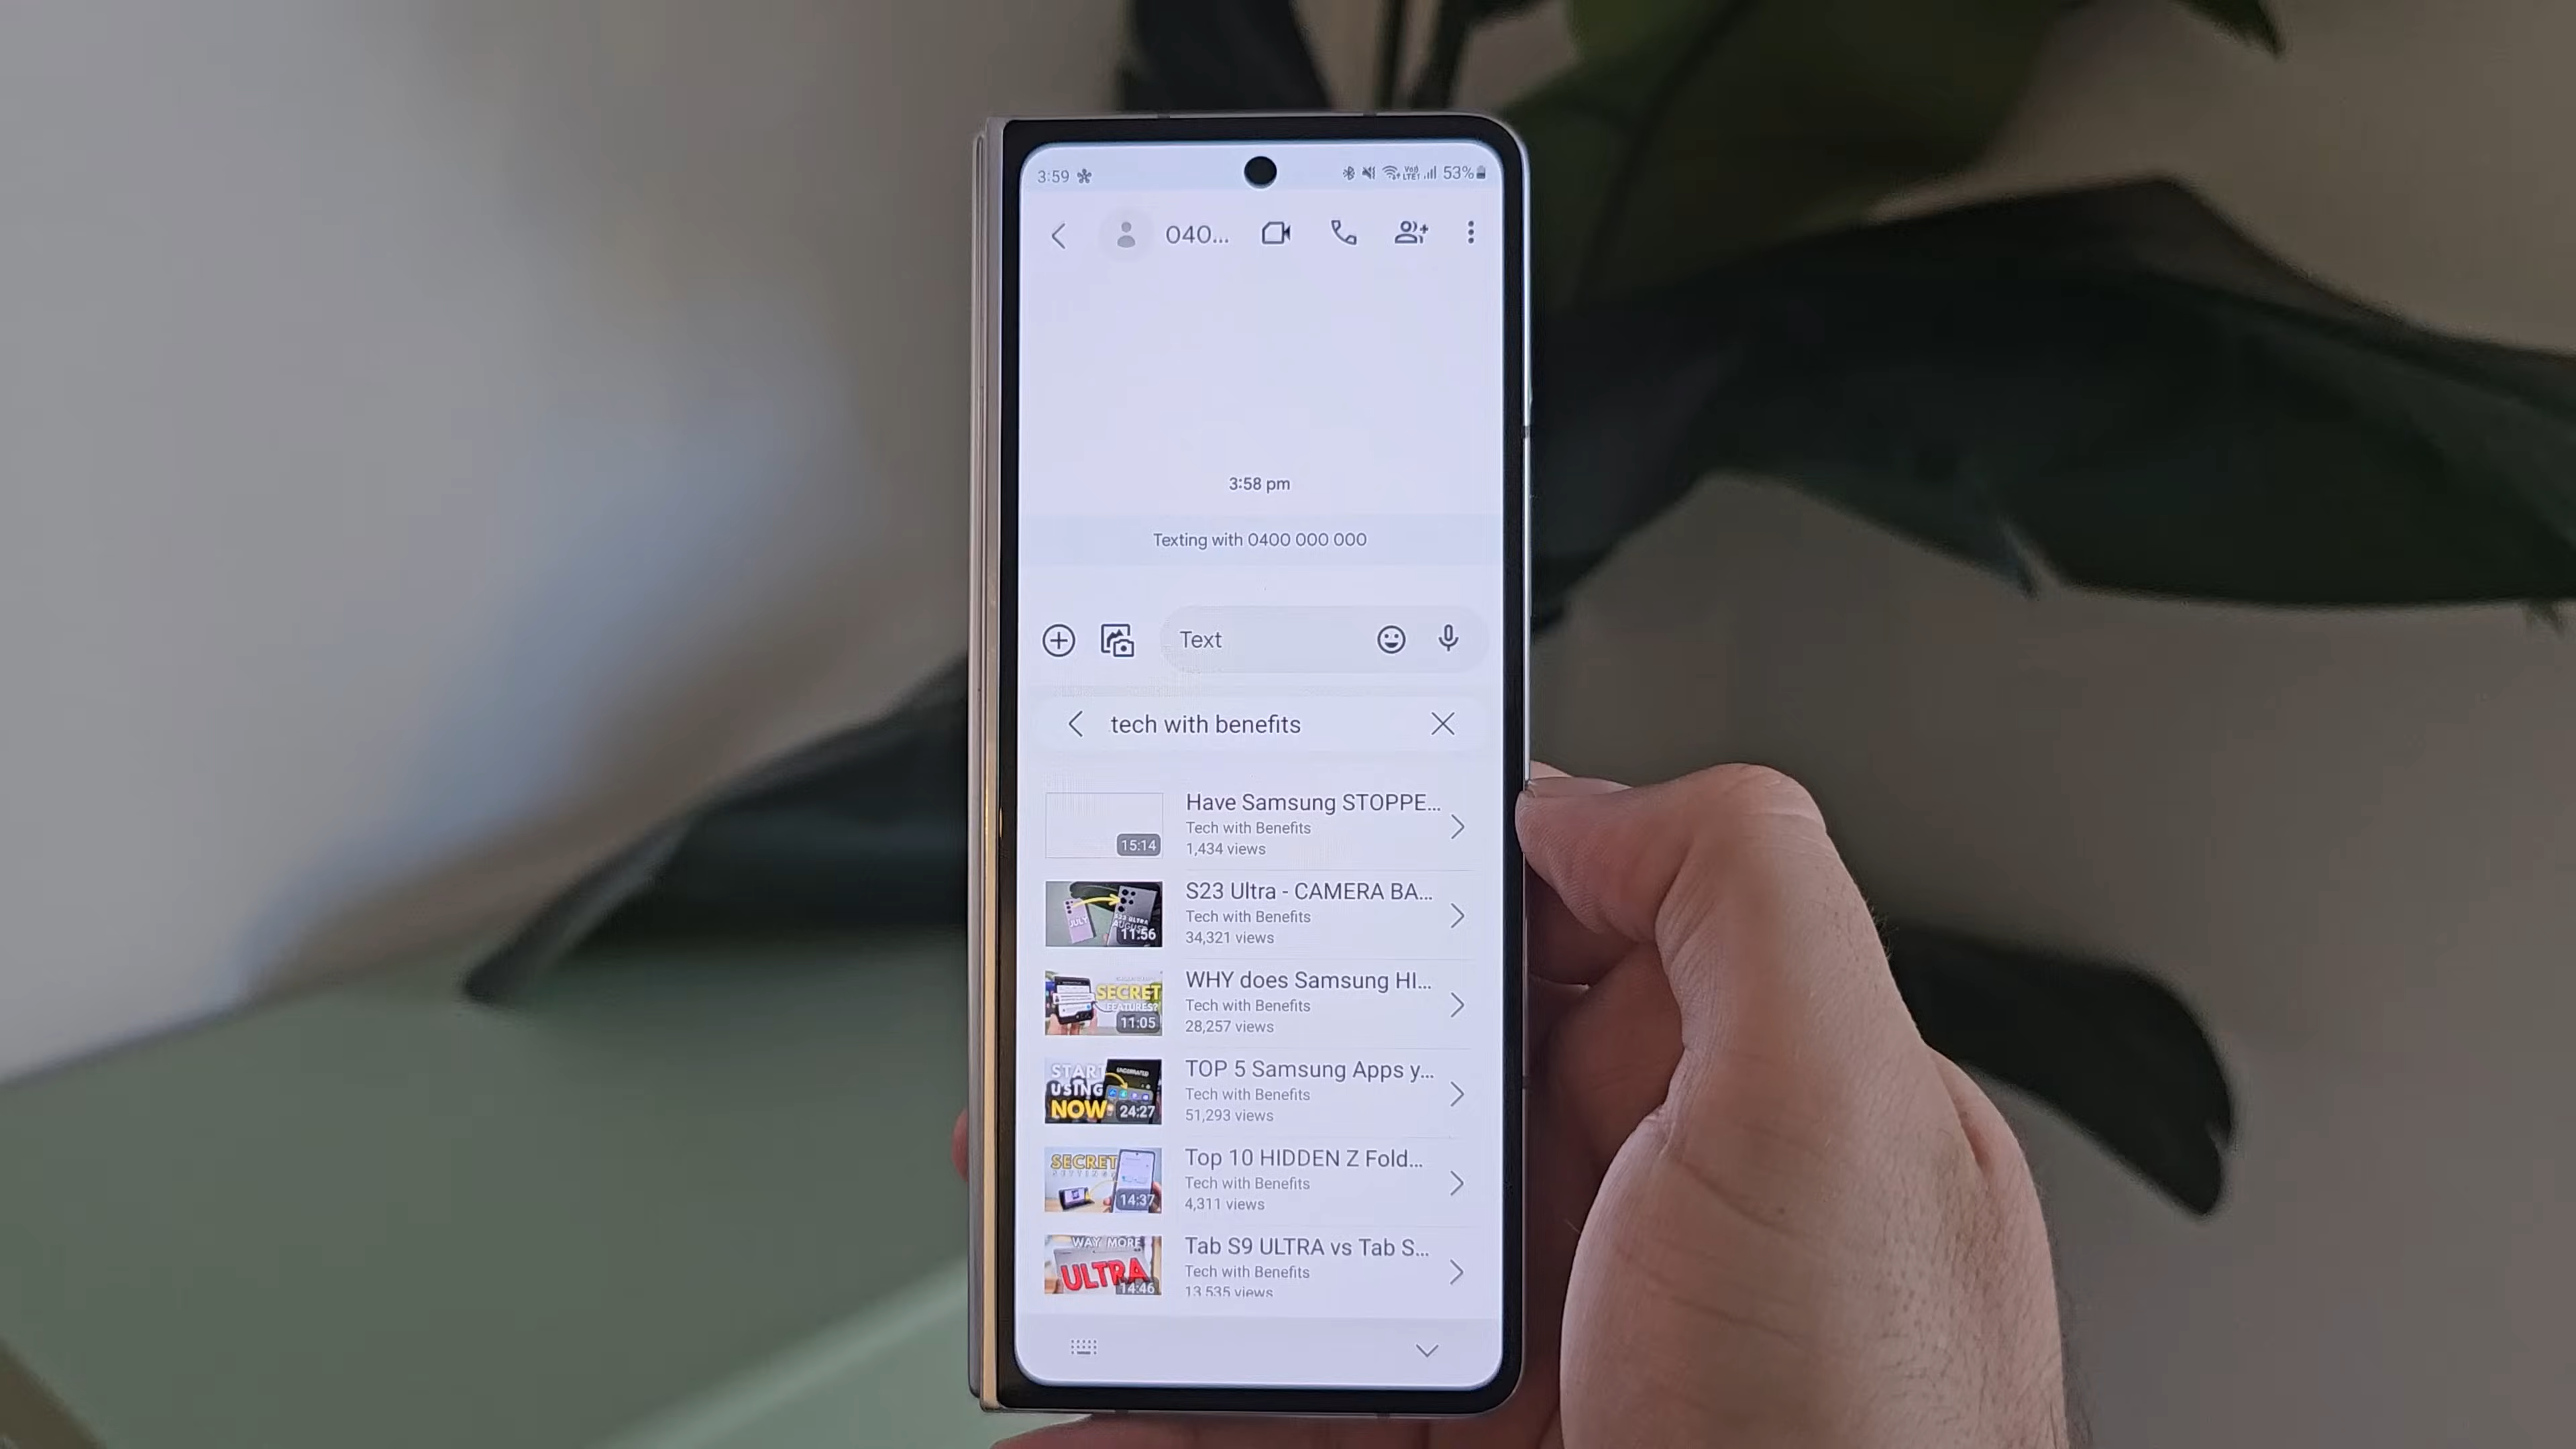 3:59
53%
040...
3:58 pm
Texting with 0400 000 000
Text
tech with benefits
Have Samsung STOPPE...
Tech with Benefits
1,434 views
15:14
S23 Ultra - CAMERA BA...
Tech with Benefits
34,321 views
JULY
S23 ULTRA
AUGUST
11:56
WHY does Samsung HI...
Tech with Benefits
28,257 views
SECRET
FEATURES?
11:05
TOP 5 Samsung Apps y...
Tech with Benefits
51,293 views
START
USING
NOW
24:27
Top 10 HIDDEN Z Fold...
Tech with Benefits
4,311 views
SECRET
14:37
Tab S9 ULTRA vs Tab S...
Tech with Benefits
13,535 views
WAY MORE
ULTRA
14:46